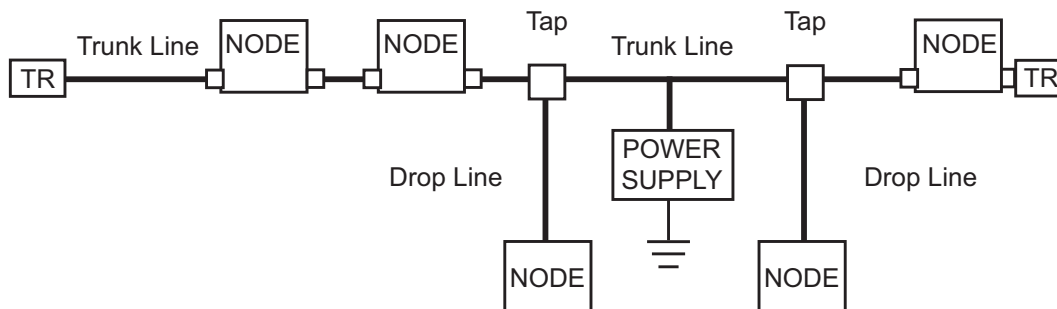 Tap
Trunk Line
Tap
Trunk Line
NODE
NODE
NODE
TR
TR
POWER
SUPPLY
Drop Line
Drop Line
NODE
NODE